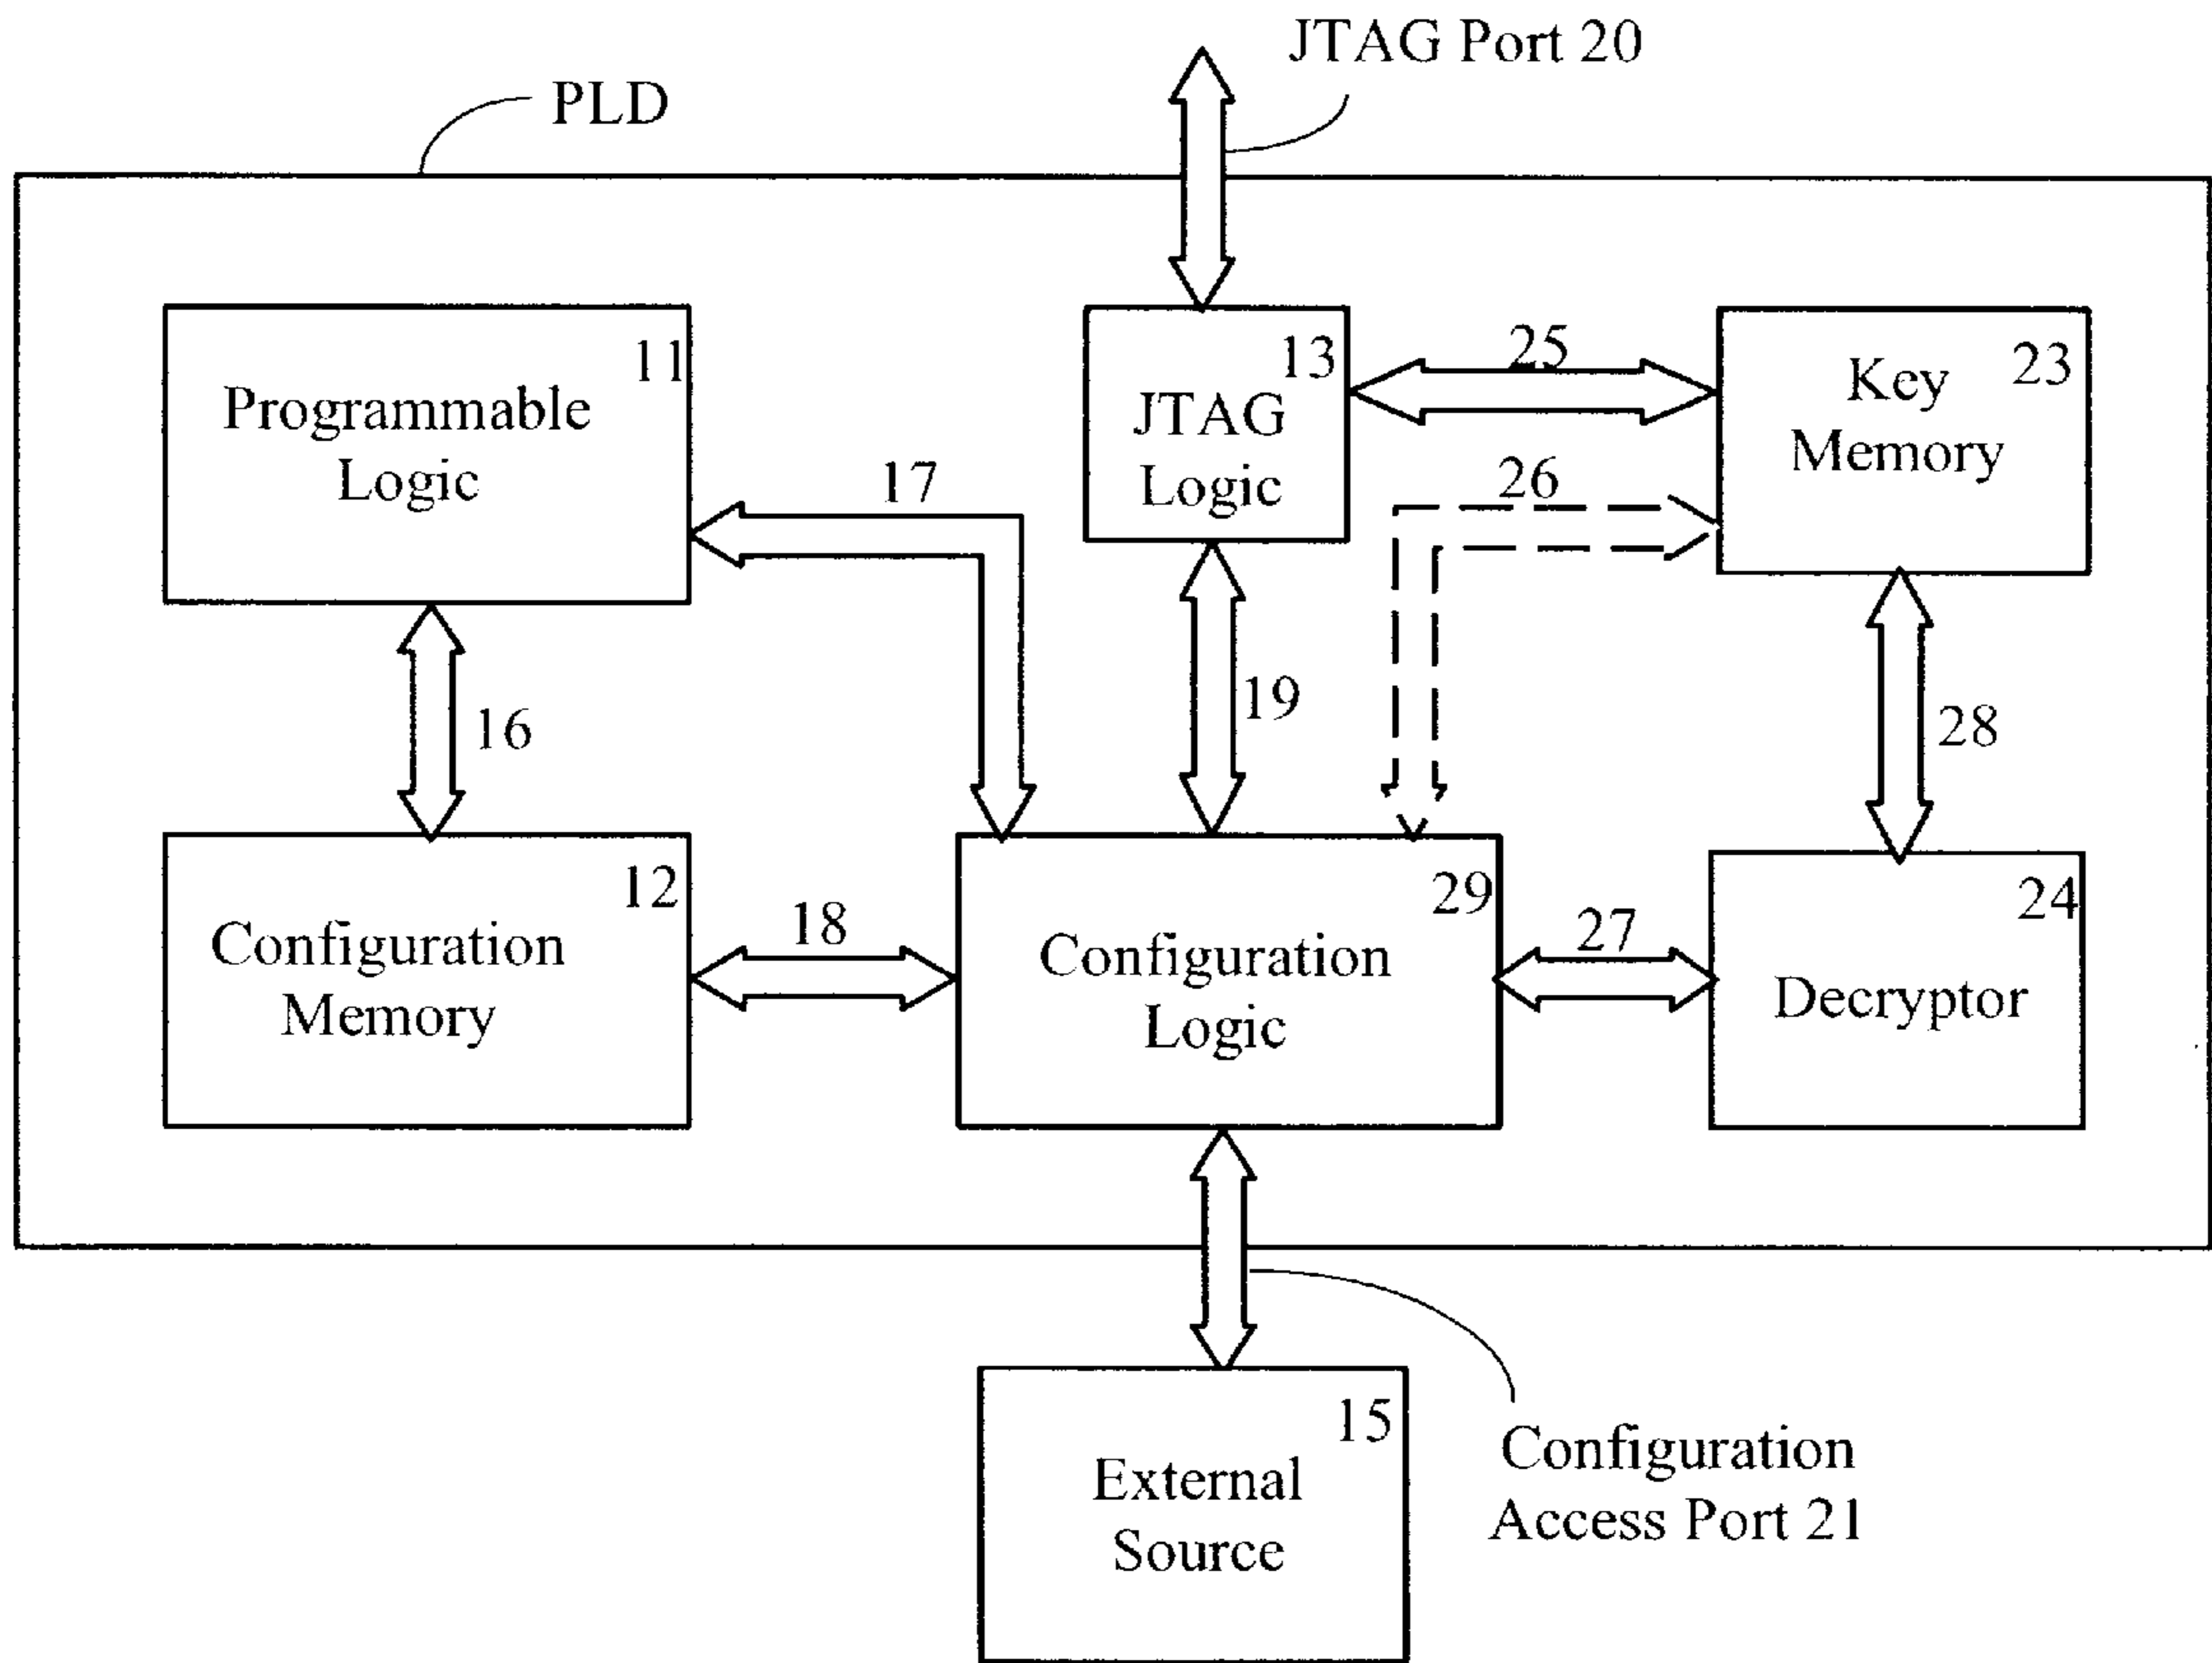 JTAG Port 20
PLD
11
Programmable
Logic
13
JTAG
Logic
25
23
Key
Memory
17
26
16
19
28
12
Configuration
Memory
18
29
Configuration
Logic
27
24
Decryptor
15
External
Source
Configuration
Access Port 21